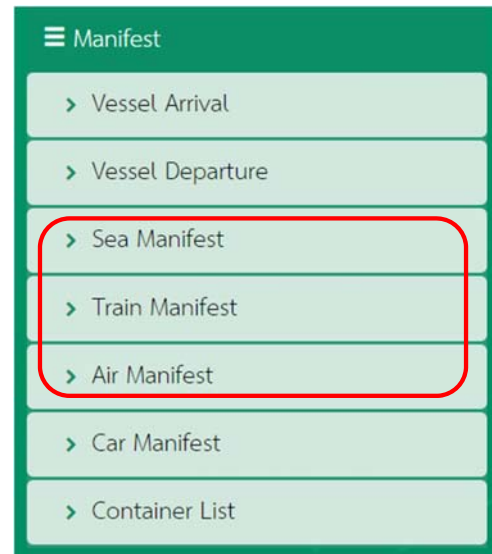 Manifest
Vessel Arrival
Vessel Departure
Sea Manifest
Train Manifest
Air Manifest
Car Manifest
Container List